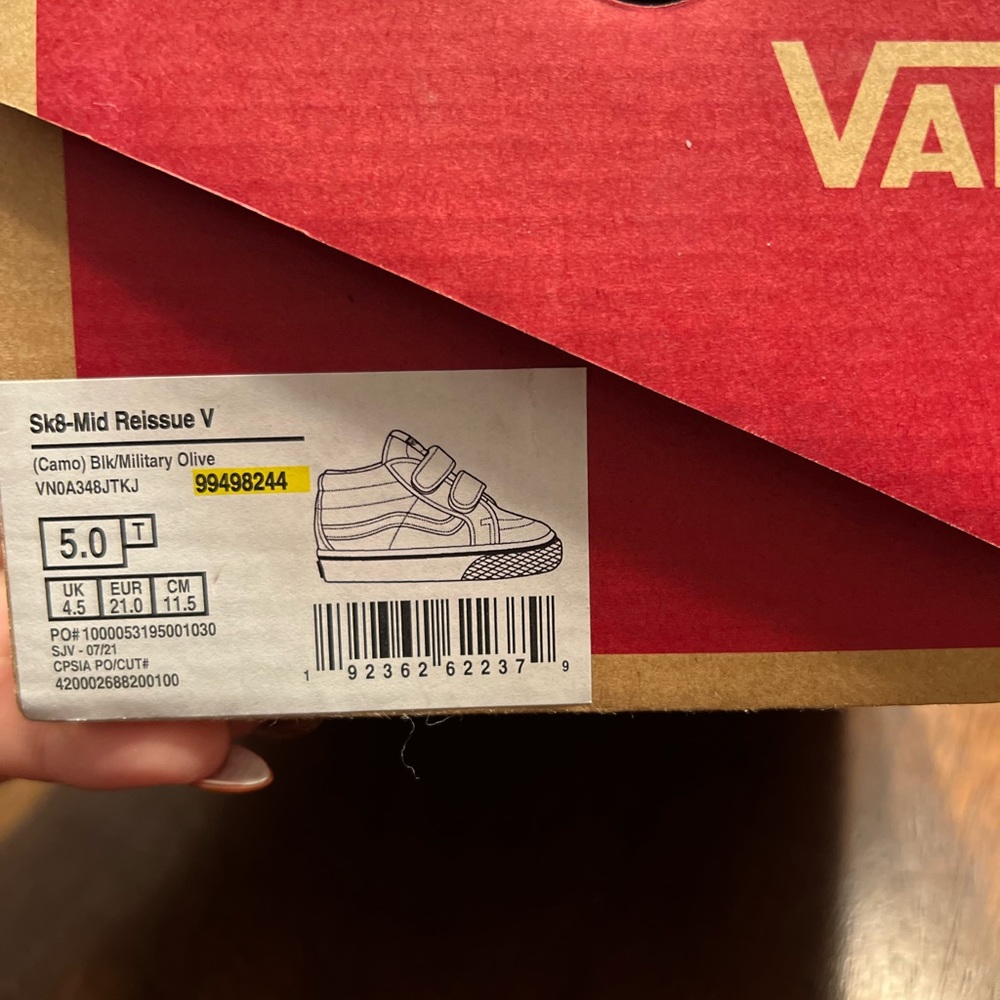 VA
Sk8-Mid Reissue V
(Camo) Blk/Military Olive
VN0A348JTKJ 99498244
5.0 T
UK EUR CM
4.5 21.0 11.5
PO# 1000053195001030
SJV - 07/21
CPSIA PO/CUT#
420002688200100
1 92362 62237 9